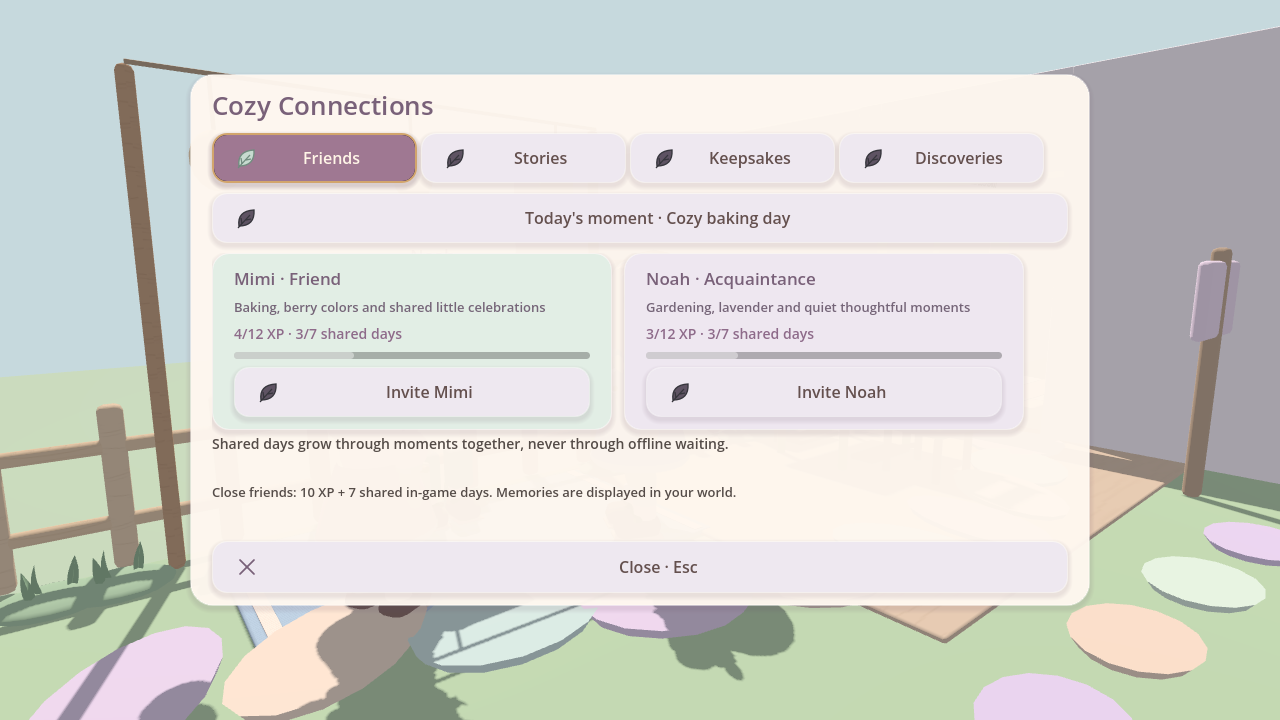 Cozy Connections
Friends
Stories
Keepsakes
Discoveries
Today's moment · Cozy baking day
Mimi · Friend
Baking, berry colors and shared little celebrations
4/12 XP · 3/7 shared days
Invite Mimi
Noah · Acquaintance
Gardening, lavender and quiet thoughtful moments
3/12 XP · 3/7 shared days
Invite Noah
Shared days grow through moments together, never through offline waiting.
Close friends: 10 XP + 7 shared in-game days. Memories are displayed in your world.
Close · Esc